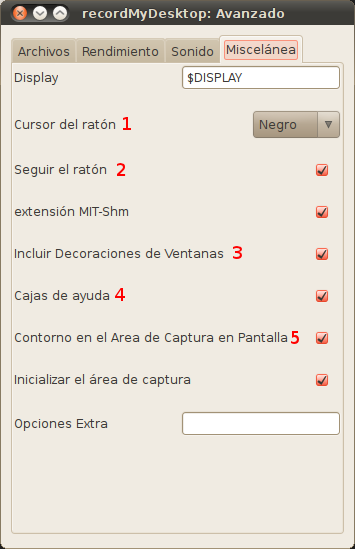 recordMyDesktop: Avanzado
Archivos Rendimiento Sonido Miscelánea
Display $DISPLAY
Cursor del ratón 1 Negro
Seguir el ratón 2
extensión MIT-Shm
Incluir Decoraciones de Ventanas 3
Cajas de ayuda 4
Contorno en el Area de Captura en Pantalla 5
Inicializar el área de captura
Opciones Extra